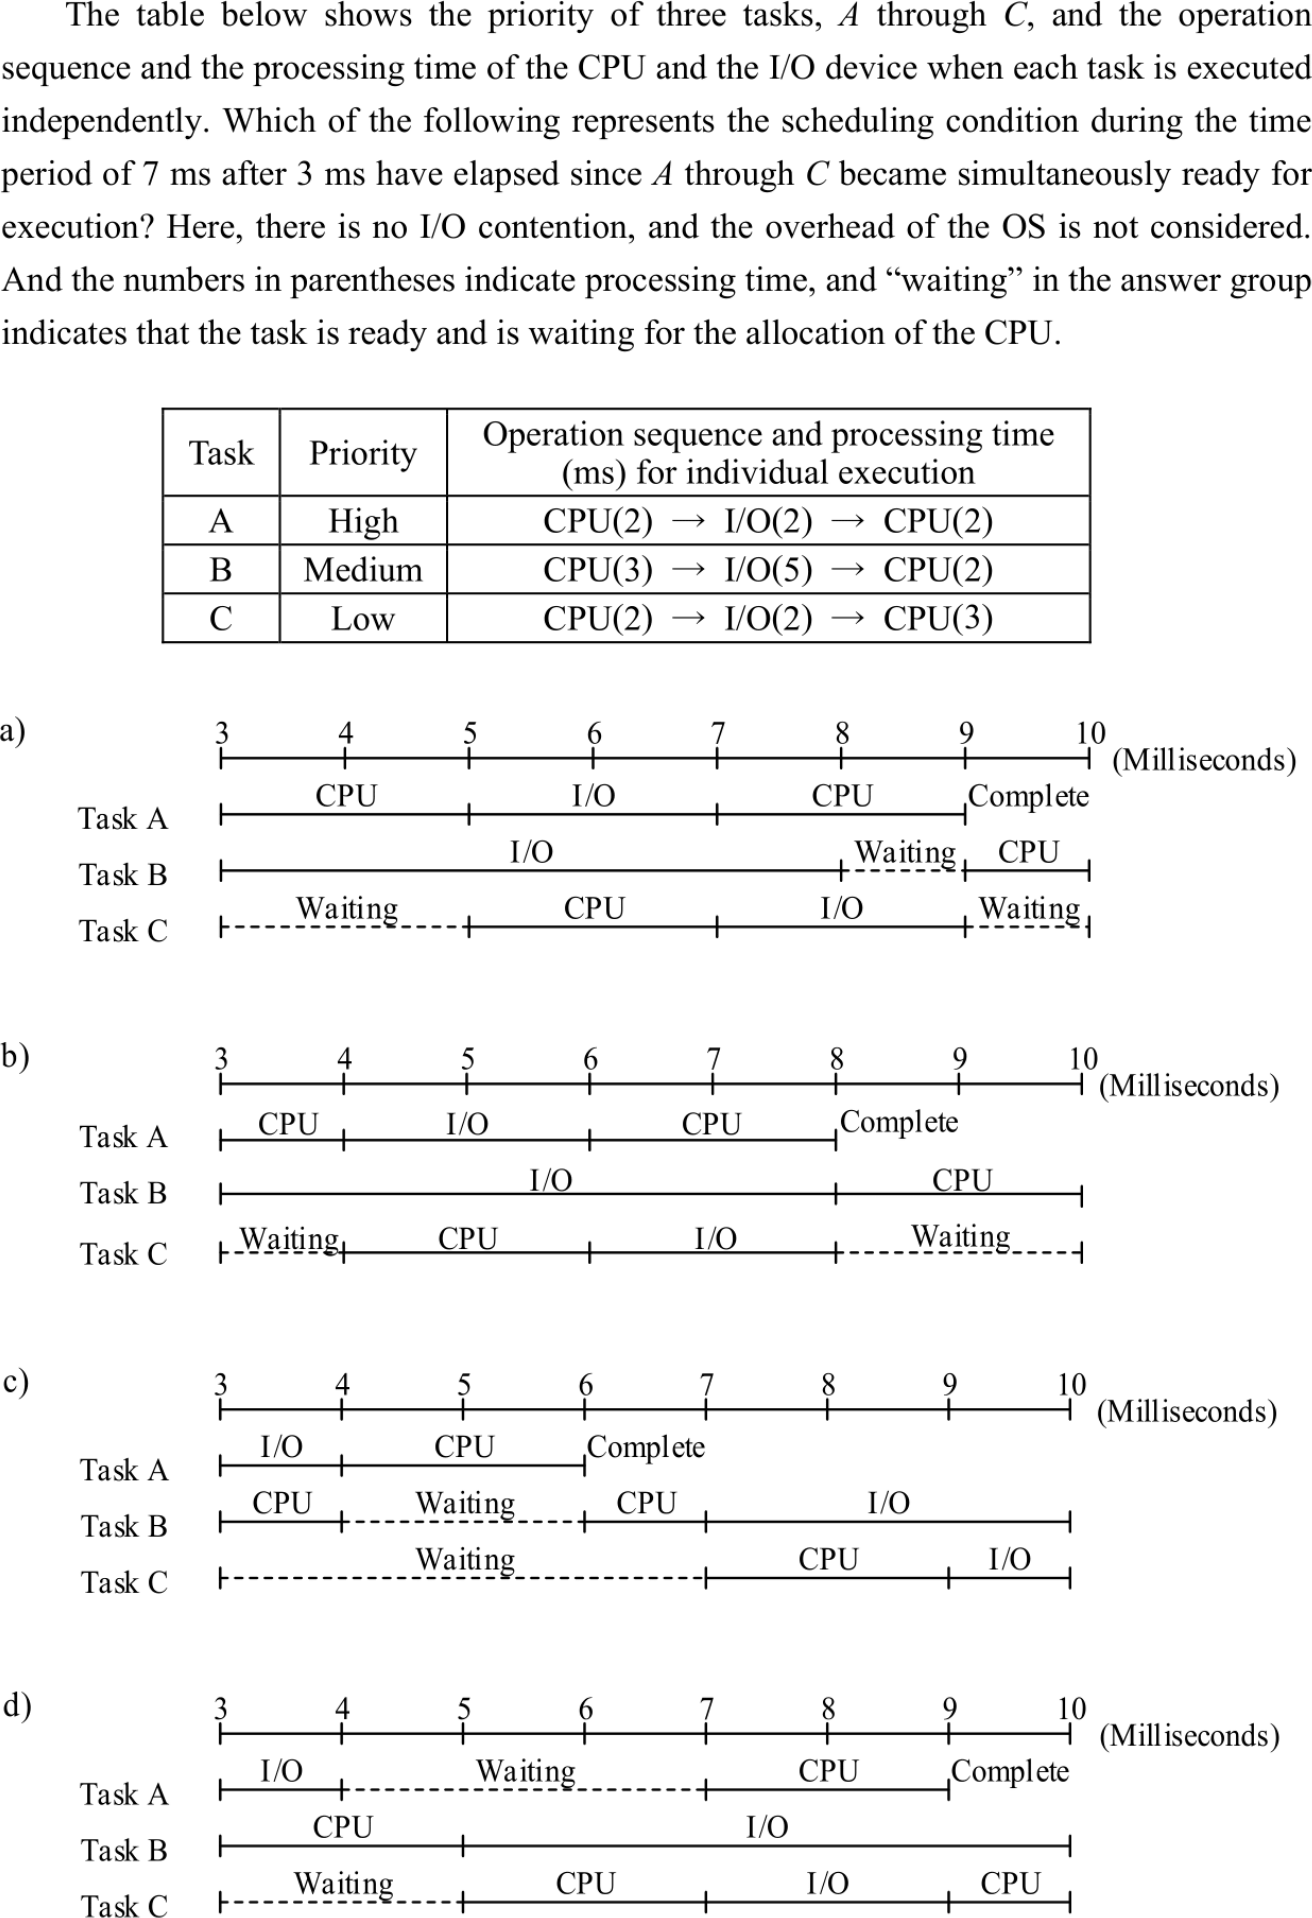 The table below shows the priority of three tasks, A through C, and the operation
sequence and the processing time of the CPU and the I/O device when each task is executed
independently. Which of the following represents the scheduling condition during the time
period of 7 ms after 3 ms have elapsed since A through C became simultaneously ready for
execution? Here, there is no I/O contention, and the overhead of the OS is not considered.
And the numbers in parentheses indicate processing time, and “waiting” in the answer group
indicates that the task is ready and is waiting for the allocation of the CPU.
Task Priority Operation sequence and processing time
(ms) for individual execution
A High CPU(2) → I/O(2) → CPU(2)
B Medium CPU(3) → I/O(5) → CPU(2)
C Low CPU(2) → I/O(2) → CPU(3)
a) 3 4 5 6 7 8 9 10
(Milliseconds)
CPU I/O CPU Complete
Task A
I/O Waiting CPU
Task B
Waiting CPU I/O Waiting
Task C
b) 3 4 5 6 7 8 9 10
(Milliseconds)
CPU I/O CPU Complete
Task A
I/O CPU
Task B
Waiting CPU I/O Waiting
Task C
c) 3 4 5 6 7 8 9 10
(Milliseconds)
I/O CPU Complete
Task A
CPU Waiting CPU I/O
Task B
Waiting CPU I/O
Task C
d) 3 4 5 6 7 8 9 10
(Milliseconds)
I/O Waiting CPU Complete
Task A
CPU I/O
Task B
Waiting CPU I/O CPU
Task C